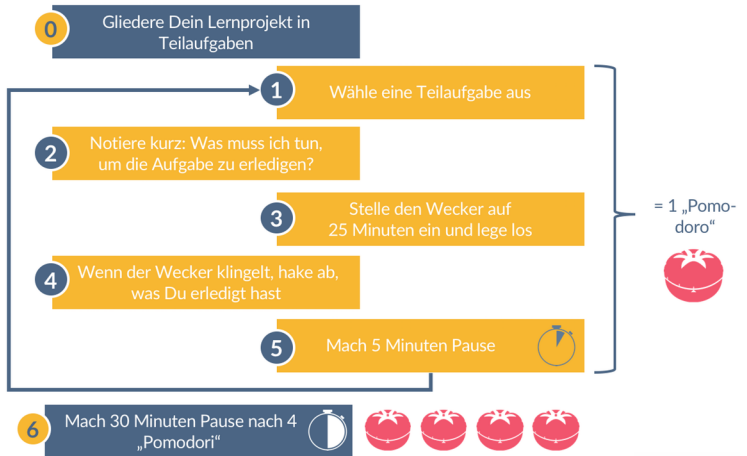 0
Gliedere Dein Lernprojekt in
Teilaufgaben
1
Wähle eine Teilaufgabe aus
2
Notiere kurz: Was muss ich tun,
um die Aufgabe zu erledigen?
3
Stelle den Wecker auf
25 Minuten ein und lege los
4
Wenn der Wecker klingelt, hake ab,
was Du erledigt hast
5
Mach 5 Minuten Pause
= 1 „Pomo-
doro“
6
Mach 30 Minuten Pause nach 4
„Pomodori“